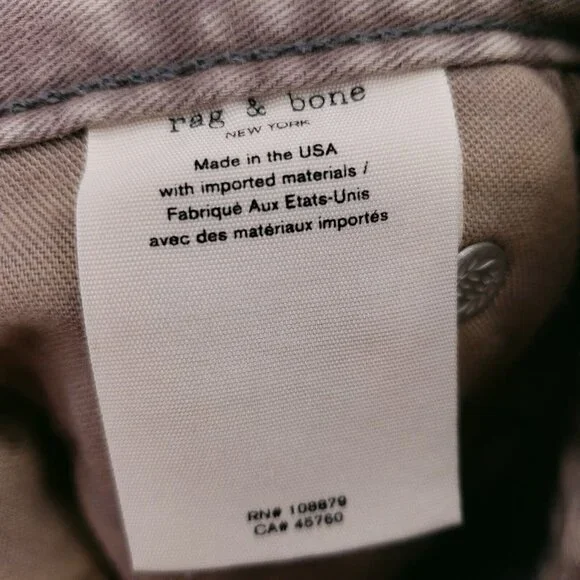 rag & bone
NEW YORK
Made in the USA
with imported materials /
Fabriqué Aux Etats-Unis
avec des matériaux importés
RN# 108879
CA# 45760